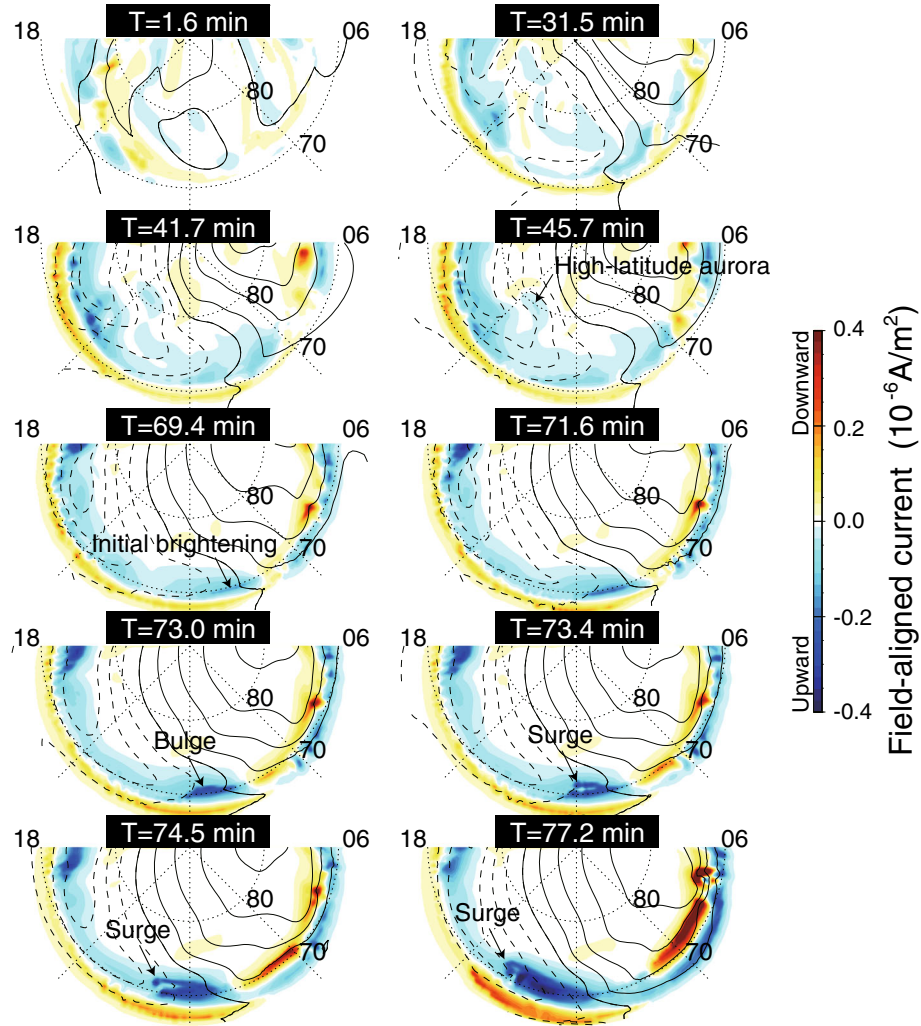 T=1.6 min
T=31.5 min
18
06
18
06
80
70
80
70
T=41.7 min
T=45.7 min
18
06
18
06
High-latitude aurora
80
70
80
70
T=69.4 min
T=71.6 min
18
06
18
06
80
70
80
70
Initial brightening
T=73.0 min
T=73.4 min
18
06
18
06
80
70
80
70
Bulge
Surge
T=74.5 min
T=77.2 min
18
06
18
06
80
70
80
70
Surge
Surge
Downward
Upward
0.4
0.2
0.0
-0.2
-0.4
Field-aligned current (10⁻⁶A/m²)